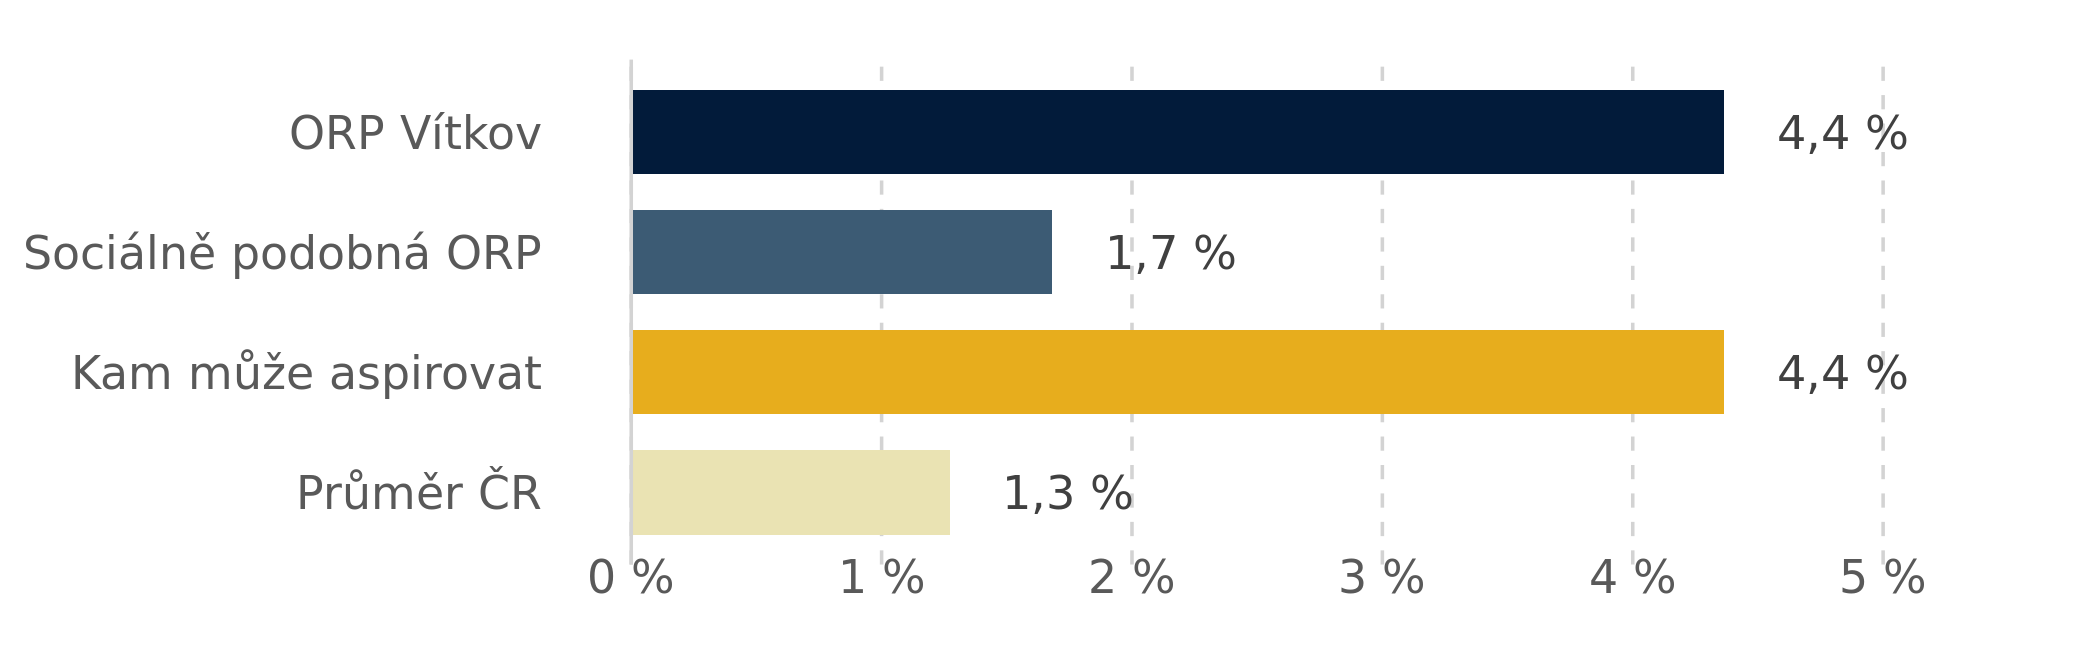 ORP Vítkov 4,4 %
Sociálně podobná ORP 1,7 %
Kam může aspirovat 4,4 %
Průměr ČR 1,3 %
0 % 1 % 2 % 3 % 4 % 5 %